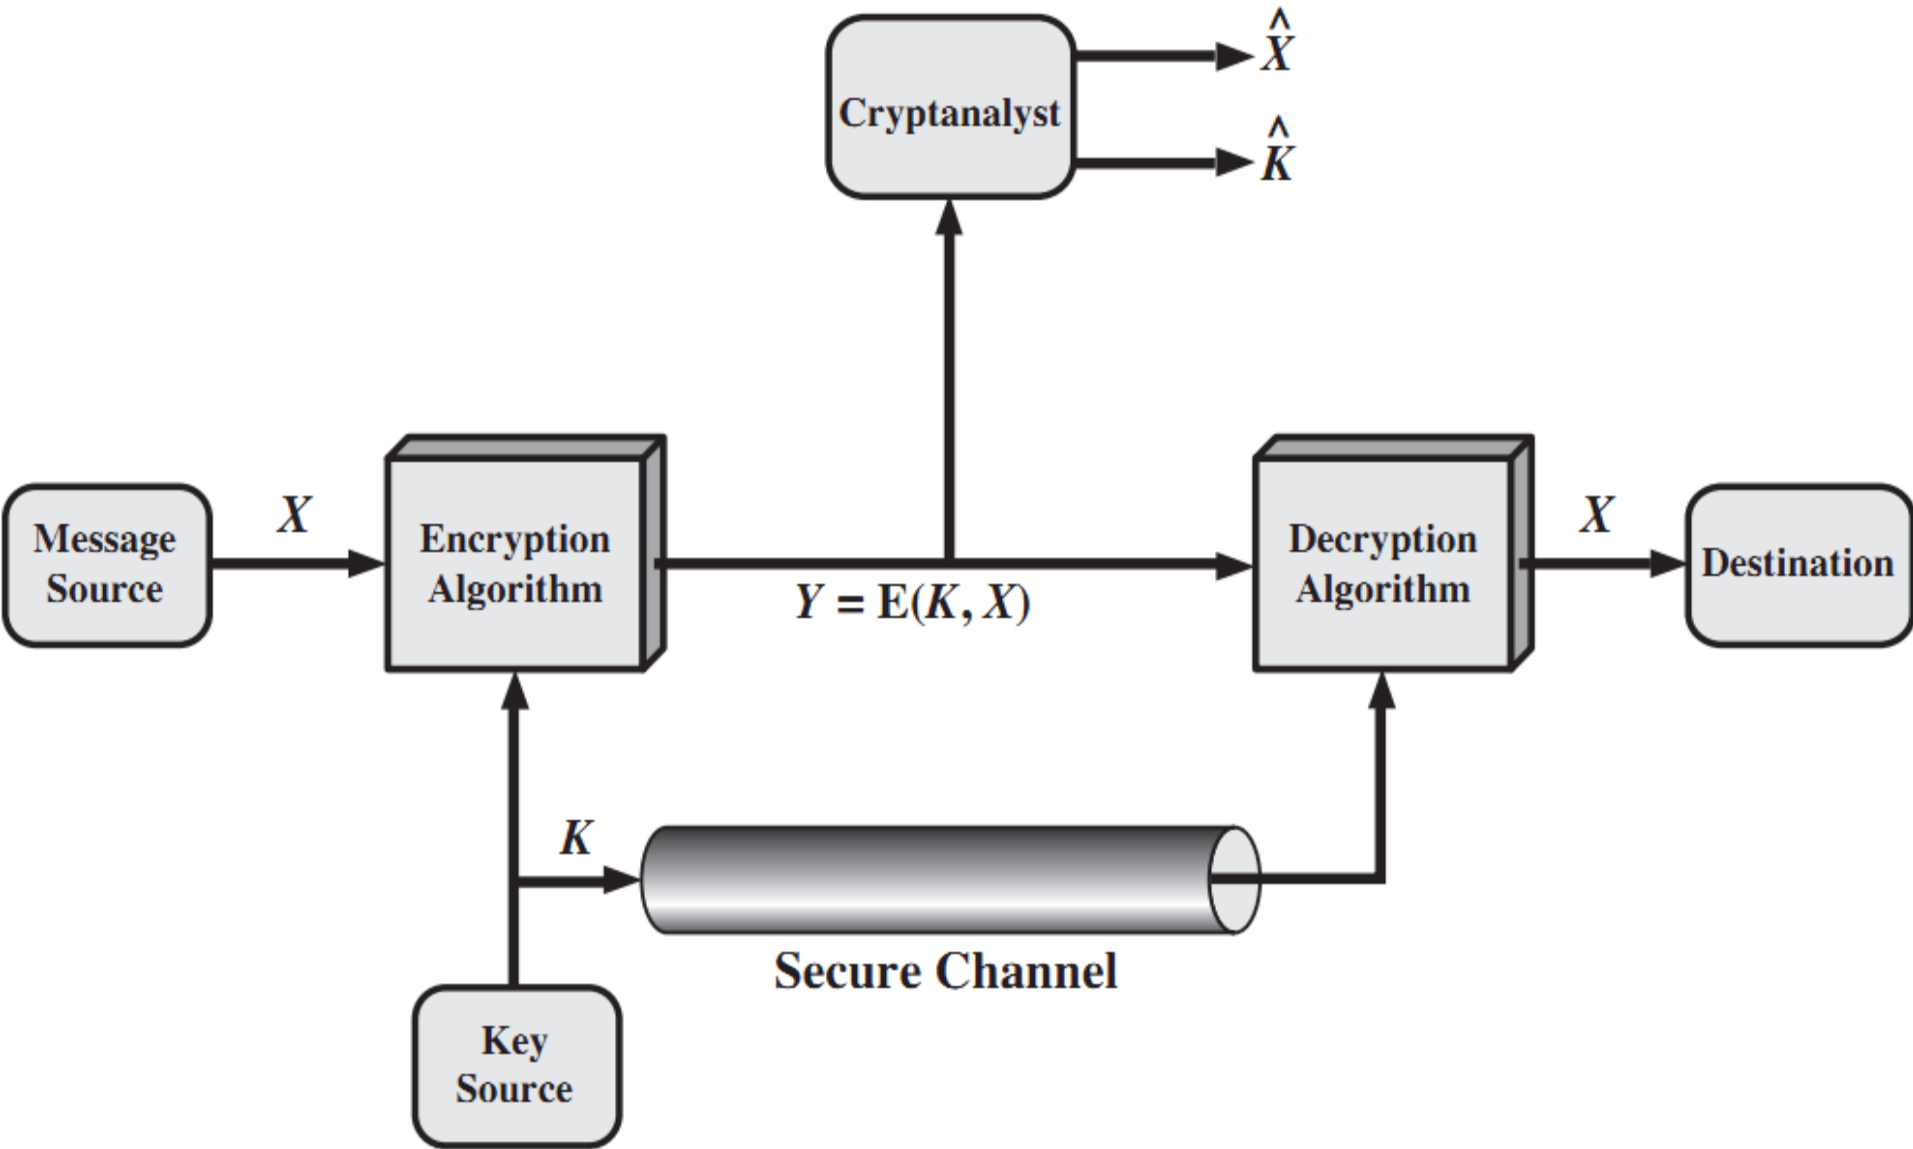 Cryptanalyst
X̂
K̂
Message
Source
X
Encryption
Algorithm
Y = E(K, X)
Decryption
Algorithm
X
Destination
K
Secure Channel
Key
Source